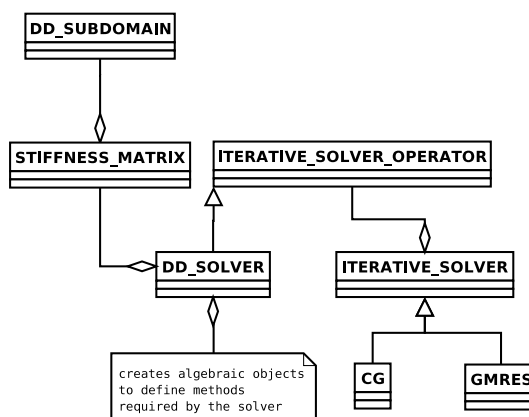 DD_SUBDOMAIN
STIFFNESS_MATRIX
ITERATIVE_SOLVER_OPERATOR
DD_SOLVER
ITERATIVE_SOLVER
creates algebraic objects
to define methods
required by the solver
CG
GMRES